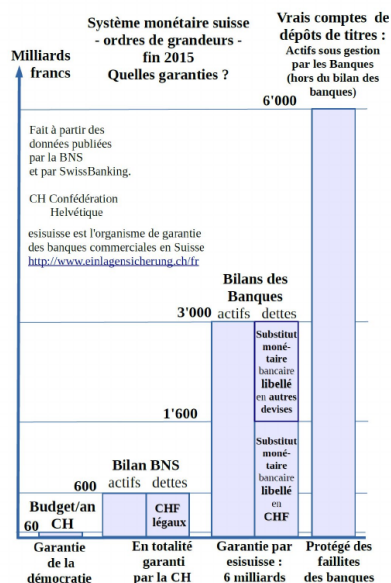 Système monétaire suisse
- ordres de grandeurs -
fin 2015
Quelles garanties ?
Vrais comptes de
dépôts de titres :
Actifs sous gestion
par les Banques
(hors du bilan des
banques)
Milliards
francs
6'000
Fait à partir des
données publiées
par la BNS
et par SwissBanking.
CH Confédération
Helvétique
esisuisse est l'organisme de garantie
des banques commerciales en Suisse
http://www.einlagensicherung.ch/fr
Bilans des
Banques
3'000 actifs dettes
Substitut
moné-
taire
bancaire
libellé
en autres
devises
1'600
Substitut
moné-
taire
bancaire
libellé
en
CHF
Bilan BNS
600 actifs dettes
CHF
légaux
Budget/an
60 CH
Garantie
de la
démocratie
En totalité
garanti
par la CH
Garantie par
esisuisse :
6 milliards
Protégé des
faillites
des banques